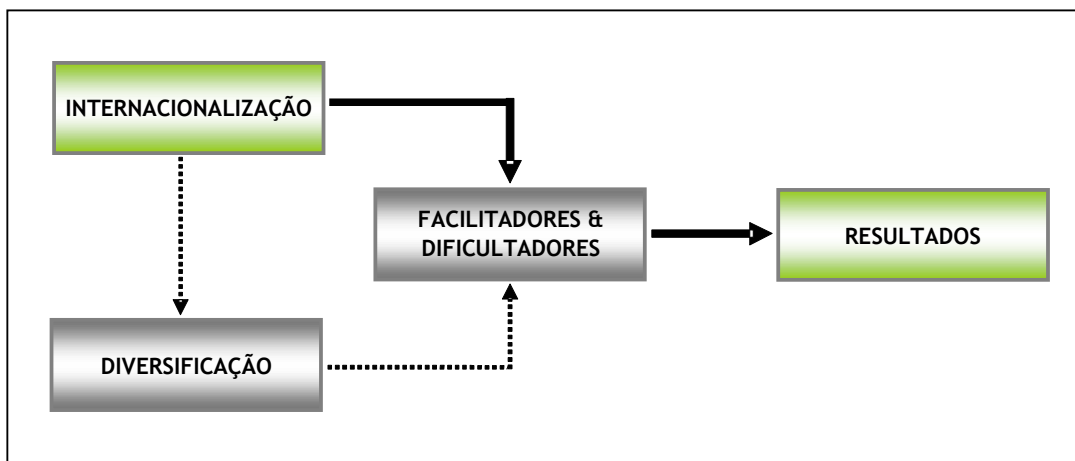 INTERNACIONALIZAÇÃO
FACILITADORES &
DIFICULTADORES
RESULTADOS
DIVERSIFICAÇÃO